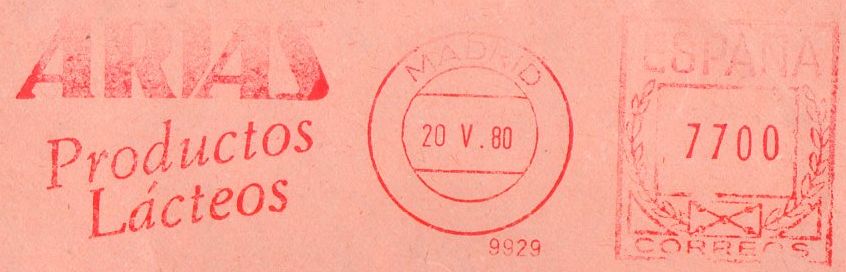 ARIAS
Productos
Lácteos
MADRID
20 V.80
9929
ESPAÑA
7700
CORREOS